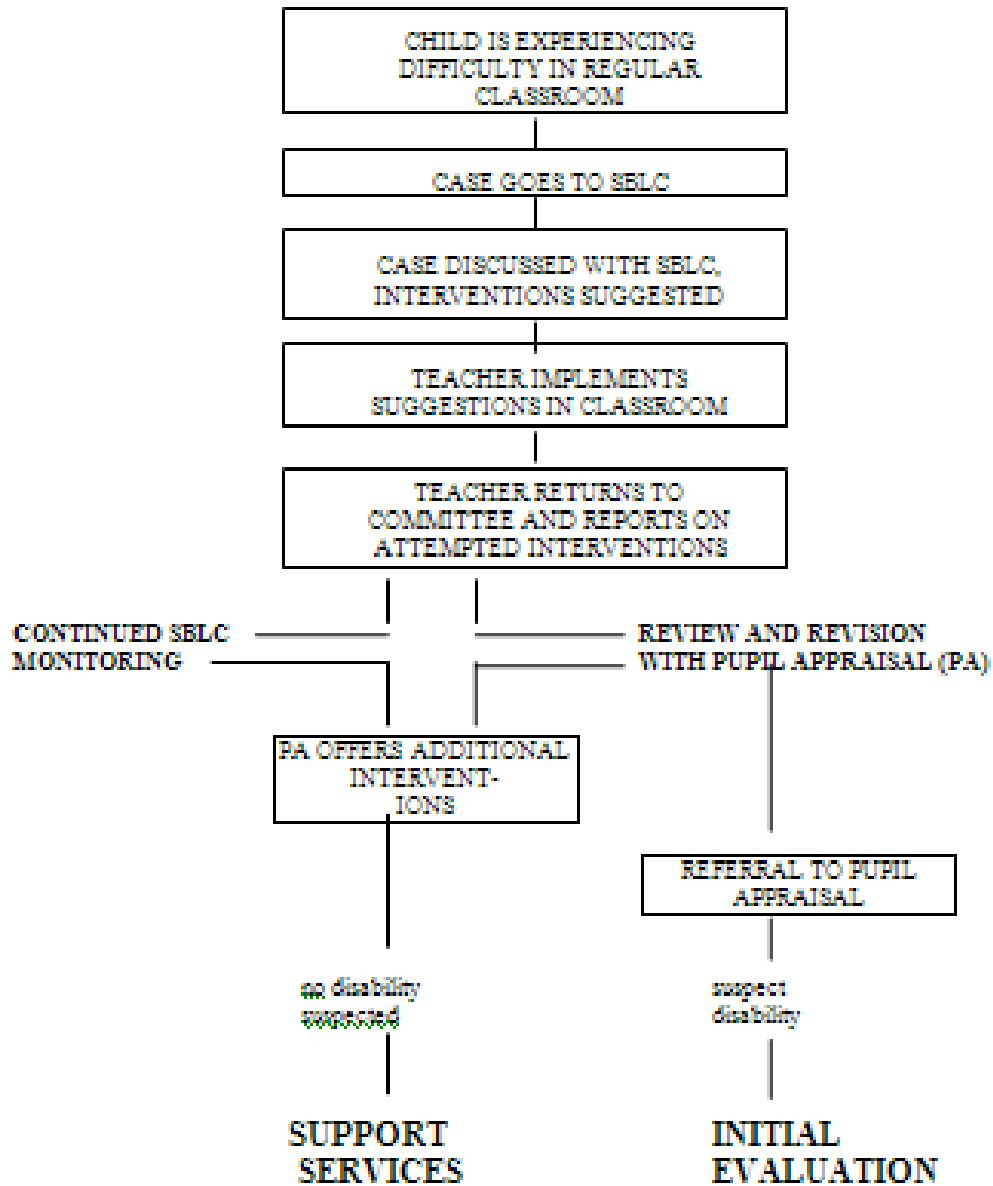 CHILD IS EXPERIENCING
DIFFICULTY IN REGULAR
CLASSROOM
CASE GOES TO SBLC
CASE DISCUSSED WITH SBLC,
INTERVENTIONS SUGGESTED
TEACHER IMPLEMENTS
SUGGESTIONS IN CLASSROOM
TEACHER RETURNS TO
COMMITTEE AND REPORTS ON
ATTEMPTED INTERVENTIONS
CONTINUED SBLC
MONITORING
REVIEW AND REVISION
WITH PUPIL APPRAISAL (PA)
PA OFFERS ADDITIONAL
INTERVENT-
IONS
REFERRAL TO PUPIL
APPRAISAL
no disability
suspected
suspect
disability
SUPPORT
SERVICES
INITIAL
EVALUATION